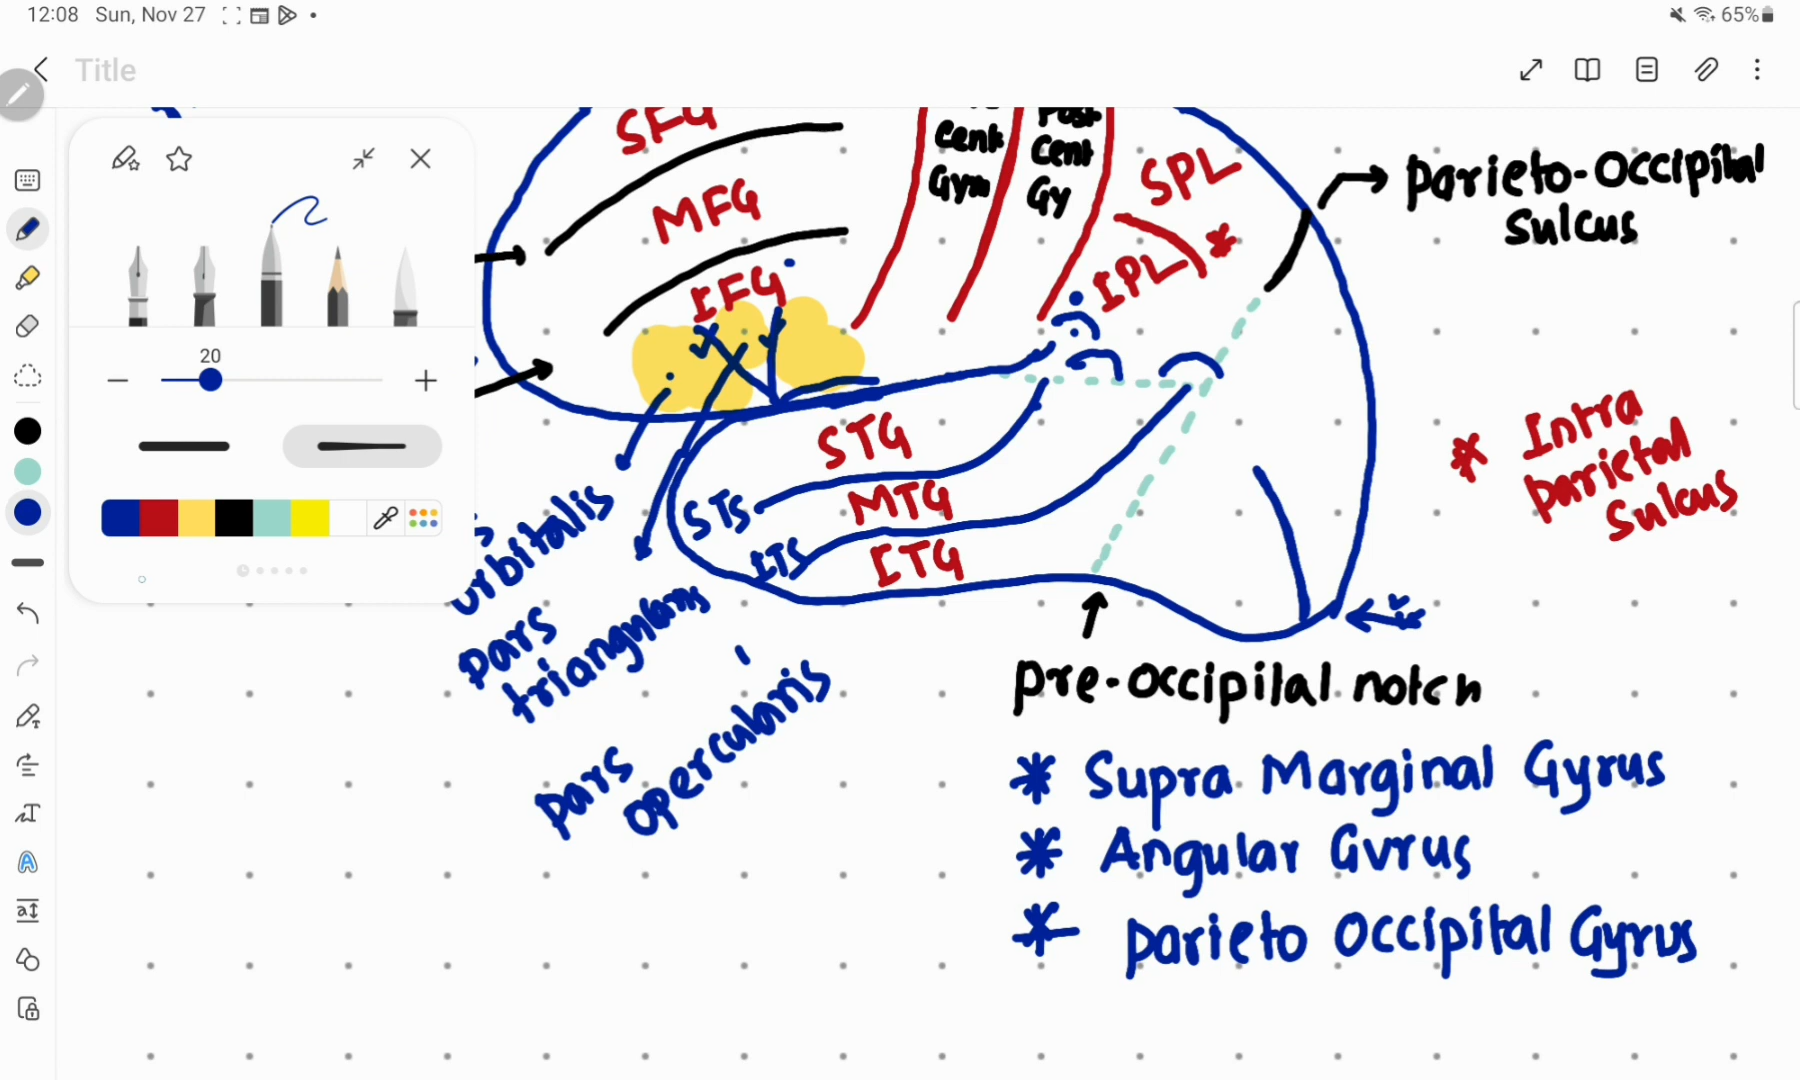 12:08 Sun, Nov 27
65%
Title
SFG
Cent
Gyrn
Post
Cent
Gy
SPL
Parieto-Occipital
Sulcus
MFG
IPL *
IFG
20
STG
* Intra
Parietal
Sulcus
STS
MTG
ITS
ITG
orbitalis
Pars
triangularis
Pars
opercularis
Pre-Occipital notch
* Supra Marginal Gyrus
* Angular Gyrus
* Parieto Occipital Gyrus